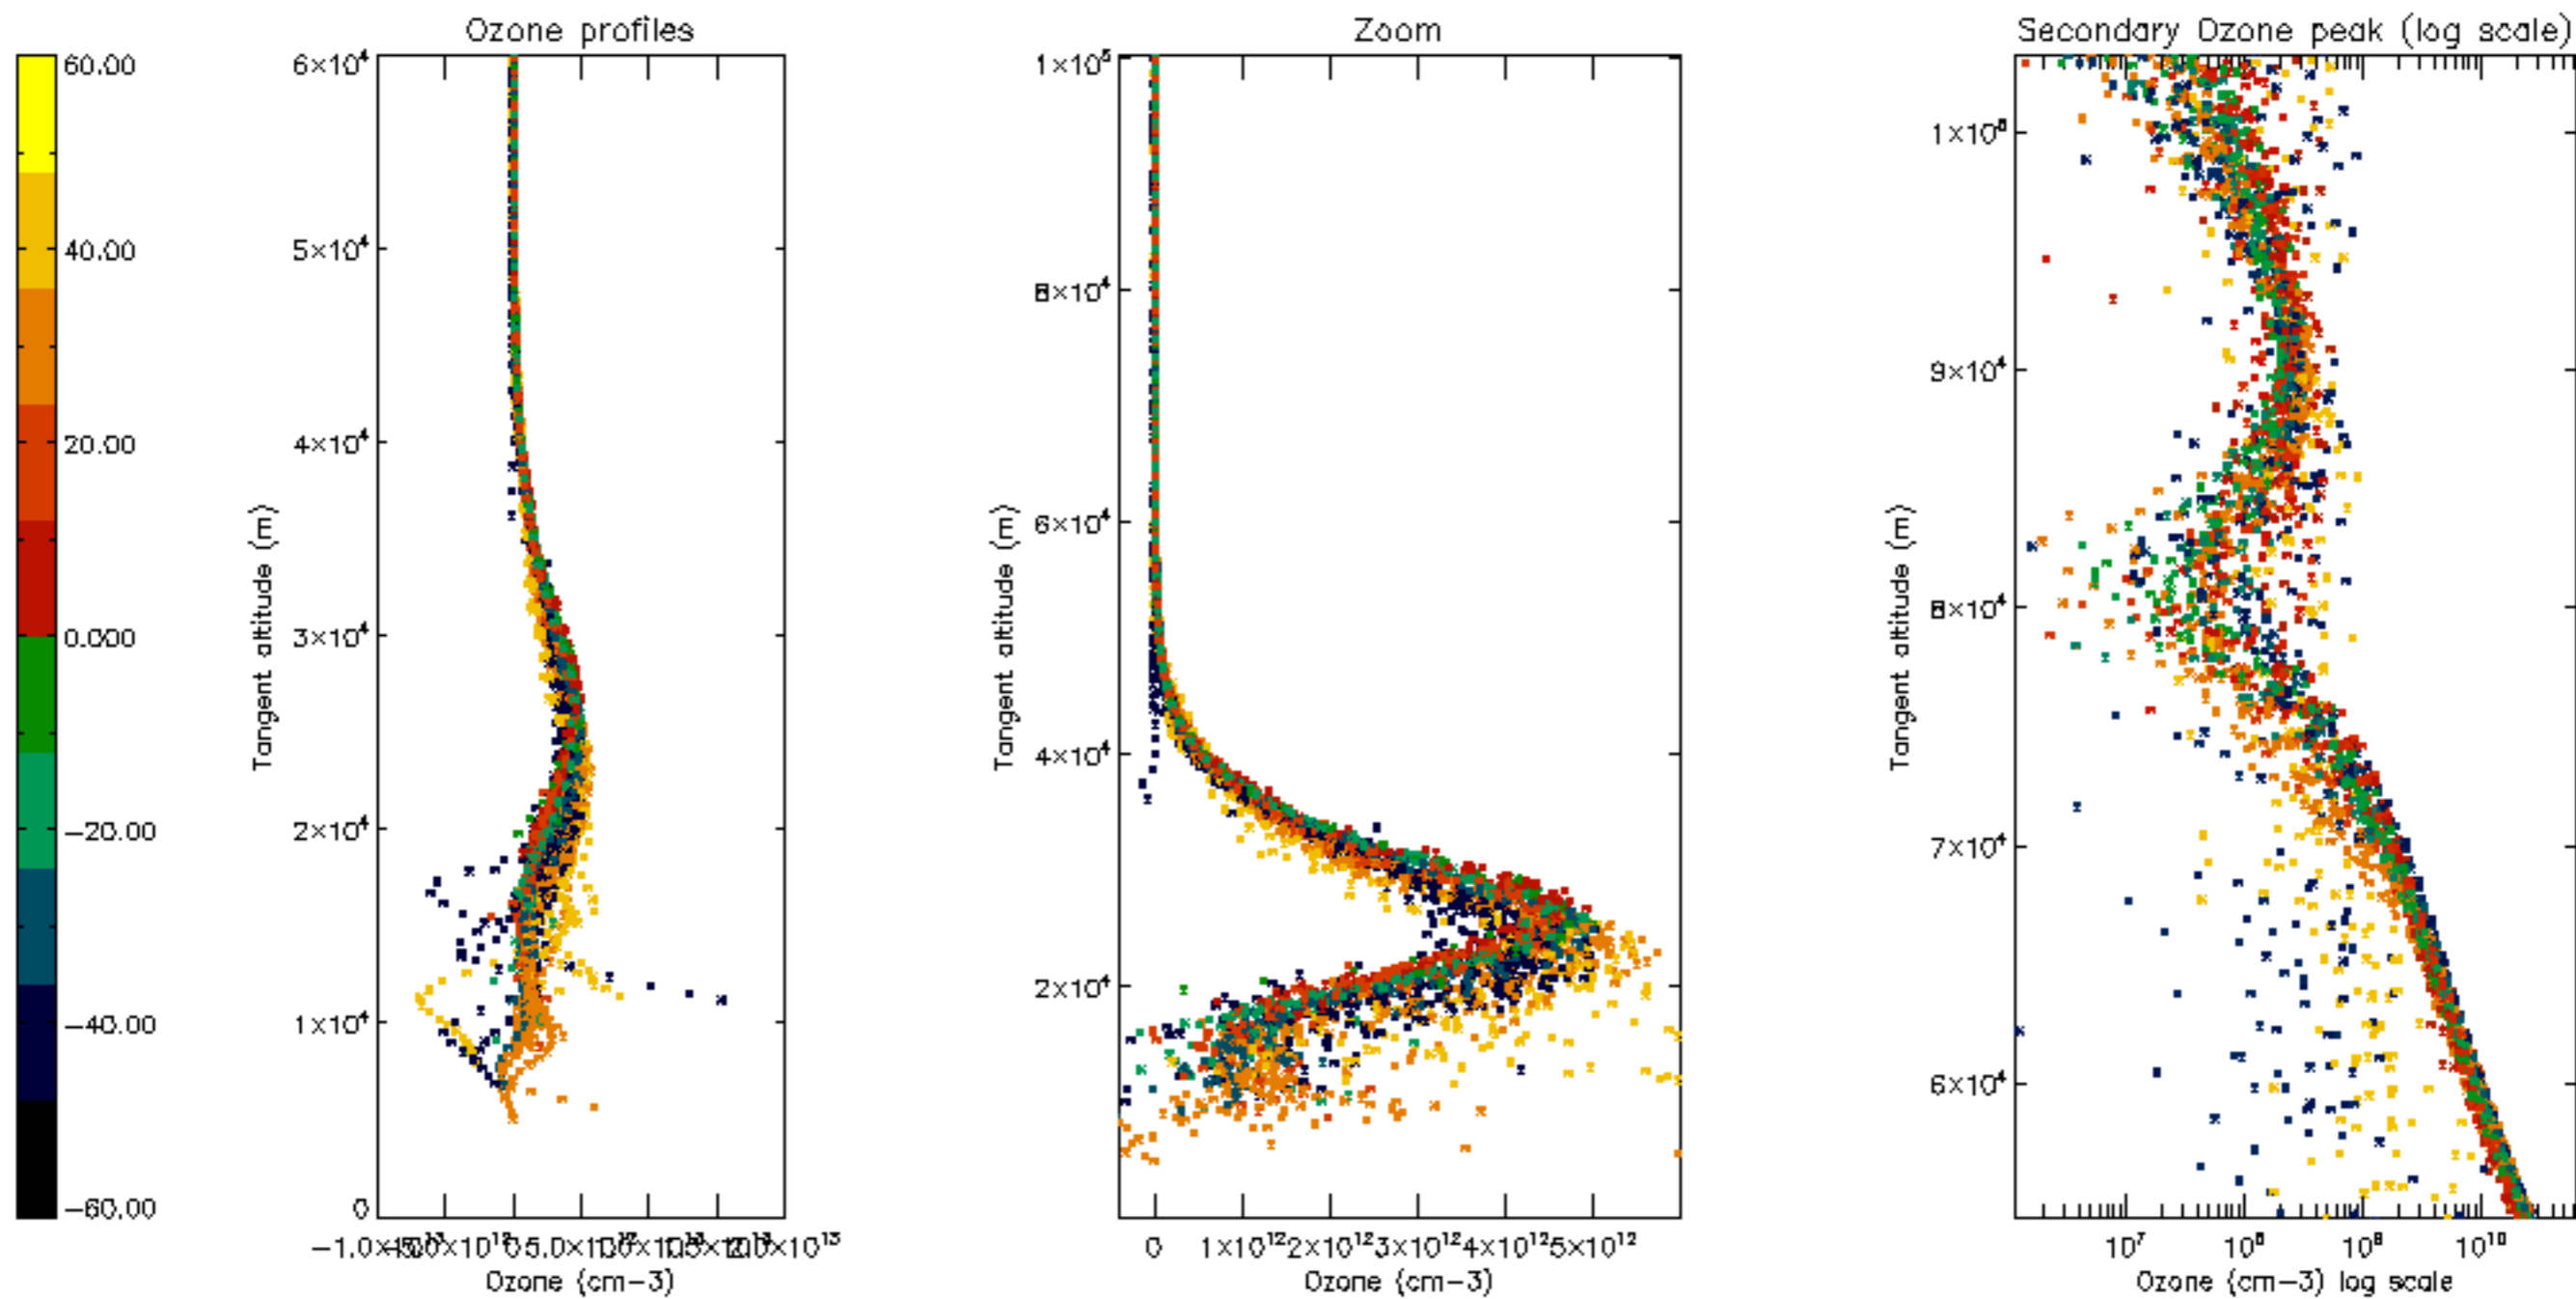 Ozone profiles
Zoom
Secondary Ozone peak (log scale)
60.00
40.00
20.00
0.000
−20.00
−40.00
−60.00
6×10⁴
5×10⁴
4×10⁴
3×10⁴
2×10⁴
1×10⁴
0
Tangent altitude (m)
Ozone (cm−3)
1×10⁵
8×10⁴
6×10⁴
4×10⁴
2×10⁴
Tangent altitude (m)
0 1×10¹² 2×10¹² 3×10¹² 4×10¹² 5×10¹²
Ozone (cm−3)
9×10⁴
8×10⁴
7×10⁴
6×10⁴
Tangent altitude (m)
10⁷ 10⁸ 10⁹ 10¹⁰
Ozone (cm−3) log scale